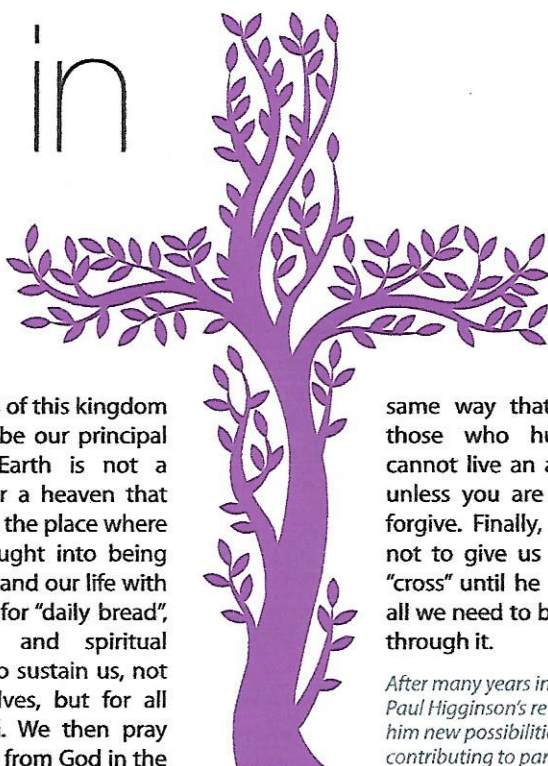 in
s of this kingdom
be our principal
Earth is not a
r a heaven that
the place where
ught into being
and our life with
for "daily bread",
and spiritual
o sustain us, not
lves, but for all
i. We then pray
from God in the
same way that
those who hu
cannot live an a
unless you are
forgive. Finally,
not to give us
"cross" until he
all we need to b
through it.
After many years in
Paul Higginson's re
him new possibilitie
contributing to par